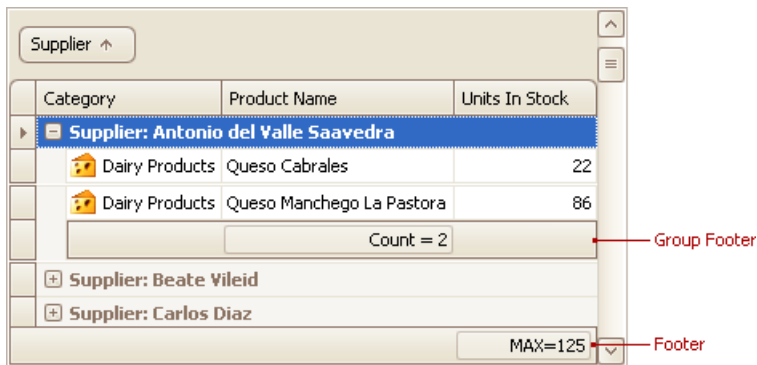 Supplier
Category Product Name Units In Stock
Supplier: Antonio del Valle Saavedra
Dairy Products Queso Cabrales 22
Dairy Products Queso Manchego La Pastora 86
Count = 2 Group Footer
Supplier: Beate Vileid
Supplier: Carlos Diaz
MAX=125 Footer